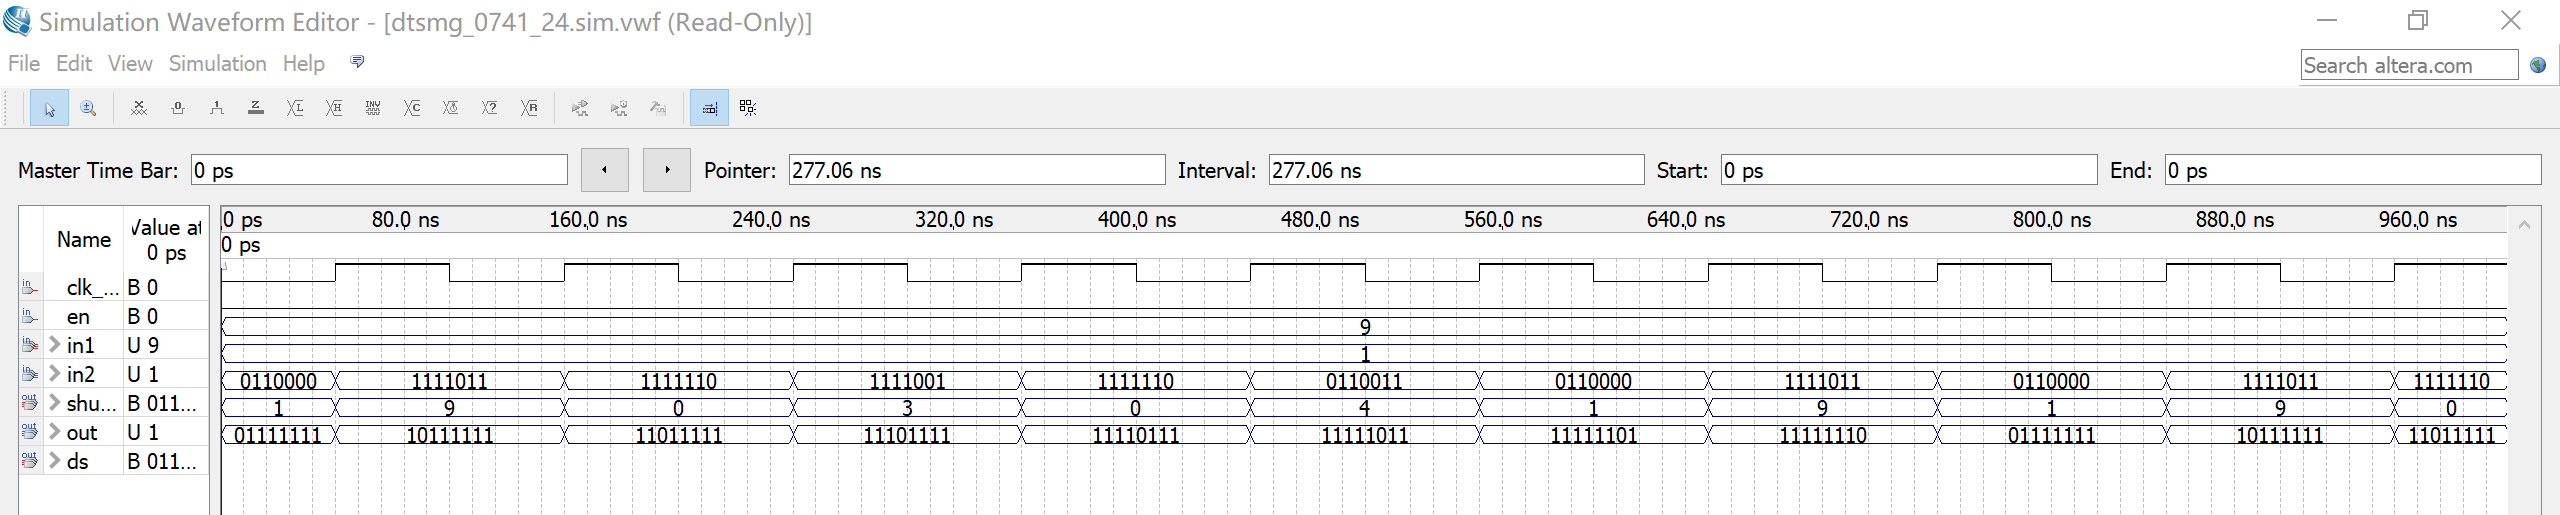 Simulation Waveform Editor - [dtsmg_0741_24.sim.vwf (Read-Only)]
File Edit View Simulation Help
Search altera.com
Master Time Bar: 0 ps Pointer: 277.06 ns Interval: 277.06 ns Start: 0 ps End: 0 ps
Name
Value at
0 ps
0 ps 80.0 ns 160.0 ns 240.0 ns 320.0 ns 400.0 ns 480.0 ns 560.0 ns 640.0 ns 720.0 ns 800.0 ns 880.0 ns 960.0 ns
0 ps
clk_... B 0
en B 0
9
in1 U 9
1
in2 U 1
0110000 1111011 1111110 1111001 1111110 0110011 0110000 1111011 0110000 1111011 1111110
shu... B 011...
1 9 0 3 0 4 1 9 1 9 0
out U 1
01111111 10111111 11011111 11101111 11110111 11111011 11111101 11111110 01111111 10111111 11011111
ds B 011...